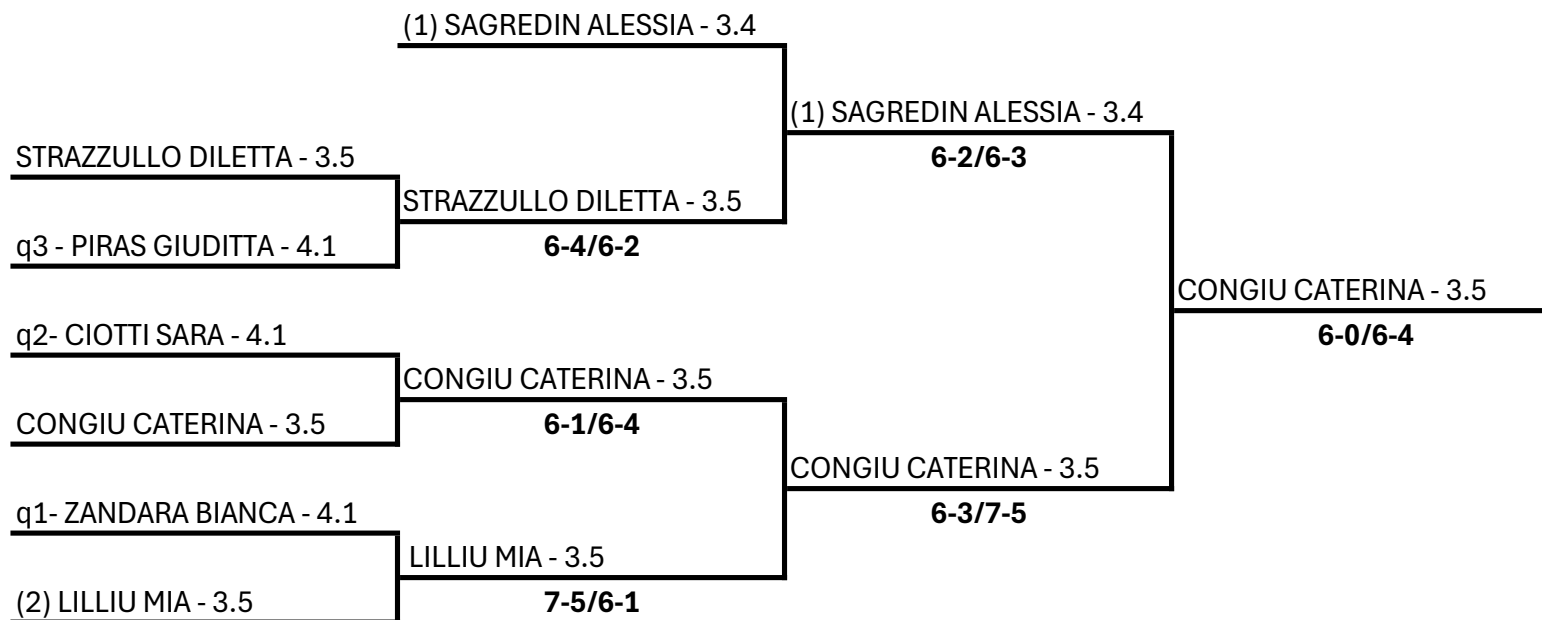 (1) SAGREDIN ALESSIA - 3.4
(1) SAGREDIN ALESSIA - 3.4
STRAZZULLO DILETTA - 3.5
6-2/6-3
STRAZZULLO DILETTA - 3.5
q3 - PIRAS GIUDITTA - 4.1
6-4/6-2
CONGIU CATERINA - 3.5
q2- CIOTTI SARA - 4.1
6-0/6-4
CONGIU CATERINA - 3.5
CONGIU CATERINA - 3.5
6-1/6-4
CONGIU CATERINA - 3.5
q1- ZANDARA BIANCA - 4.1
6-3/7-5
LILLIU MIA - 3.5
(2) LILLIU MIA - 3.5
7-5/6-1